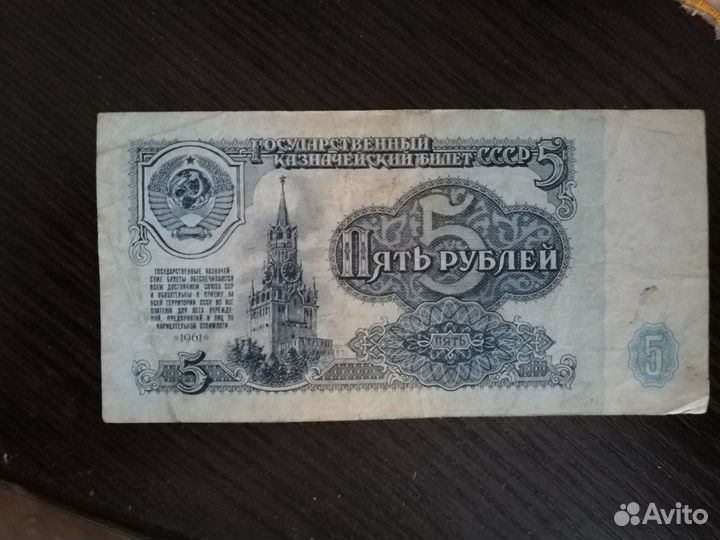 ГОСУДАРСТВЕННЫЙ
КАЗНАЧЕЙСКИЙ БИЛЕТ СССР
5
5
ПЯТЬ РУБЛЕЙ
ГОСУДАРСТВЕННЫЕ КАЗНАЧЕЙ-
СКИЕ БИЛЕТЫ ОБЕСПЕЧИВАЮТСЯ
ВСЕМ ДОСТОЯНИЕМ СОЮЗА ССР
И ОБЯЗАТЕЛЬНЫ К ПРИЕМУ НА
ВСЕЙ ТЕРРИТОРИИ СССР ВО ВСЕ
ПЛАТЕЖИ ДЛЯ ВСЕХ УЧРЕЖДЕ-
НИЙ, ПРЕДПРИЯТИЙ И ЛИЦ ПО
НАРИЦАТЕЛЬНОЙ СТОИМОСТИ
1961
ПЯТЬ
5
5
Avito